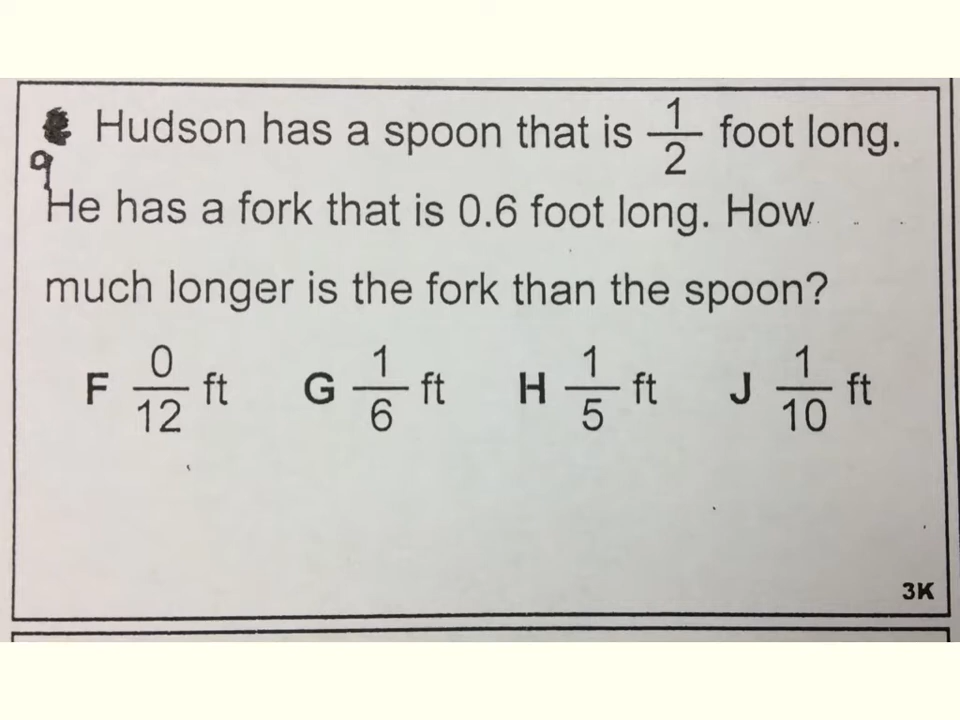 Hudson has a spoon that is 1/2 foot long.
9
He has a fork that is 0.6 foot long. How
much longer is the fork than the spoon?
F 0/12 ft G 1/6 ft H 1/5 ft J 1/10 ft
3K